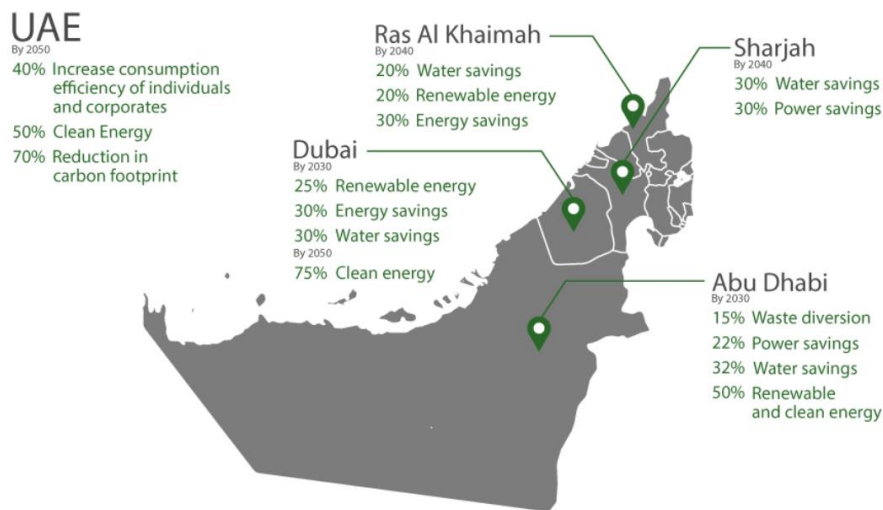 UAE
By 2050
40% Increase consumption
efficiency of individuals
and corporates
50% Clean Energy
70% Reduction in
carbon footprint
Ras Al Khaimah
By 2040
20% Water savings
20% Renewable energy
30% Energy savings
Sharjah
By 2040
30% Water savings
30% Power savings
Dubai
By 2030
25% Renewable energy
30% Energy savings
30% Water savings
By 2050
75% Clean energy
Abu Dhabi
By 2030
15% Waste diversion
22% Power savings
32% Water savings
50% Renewable
and clean energy